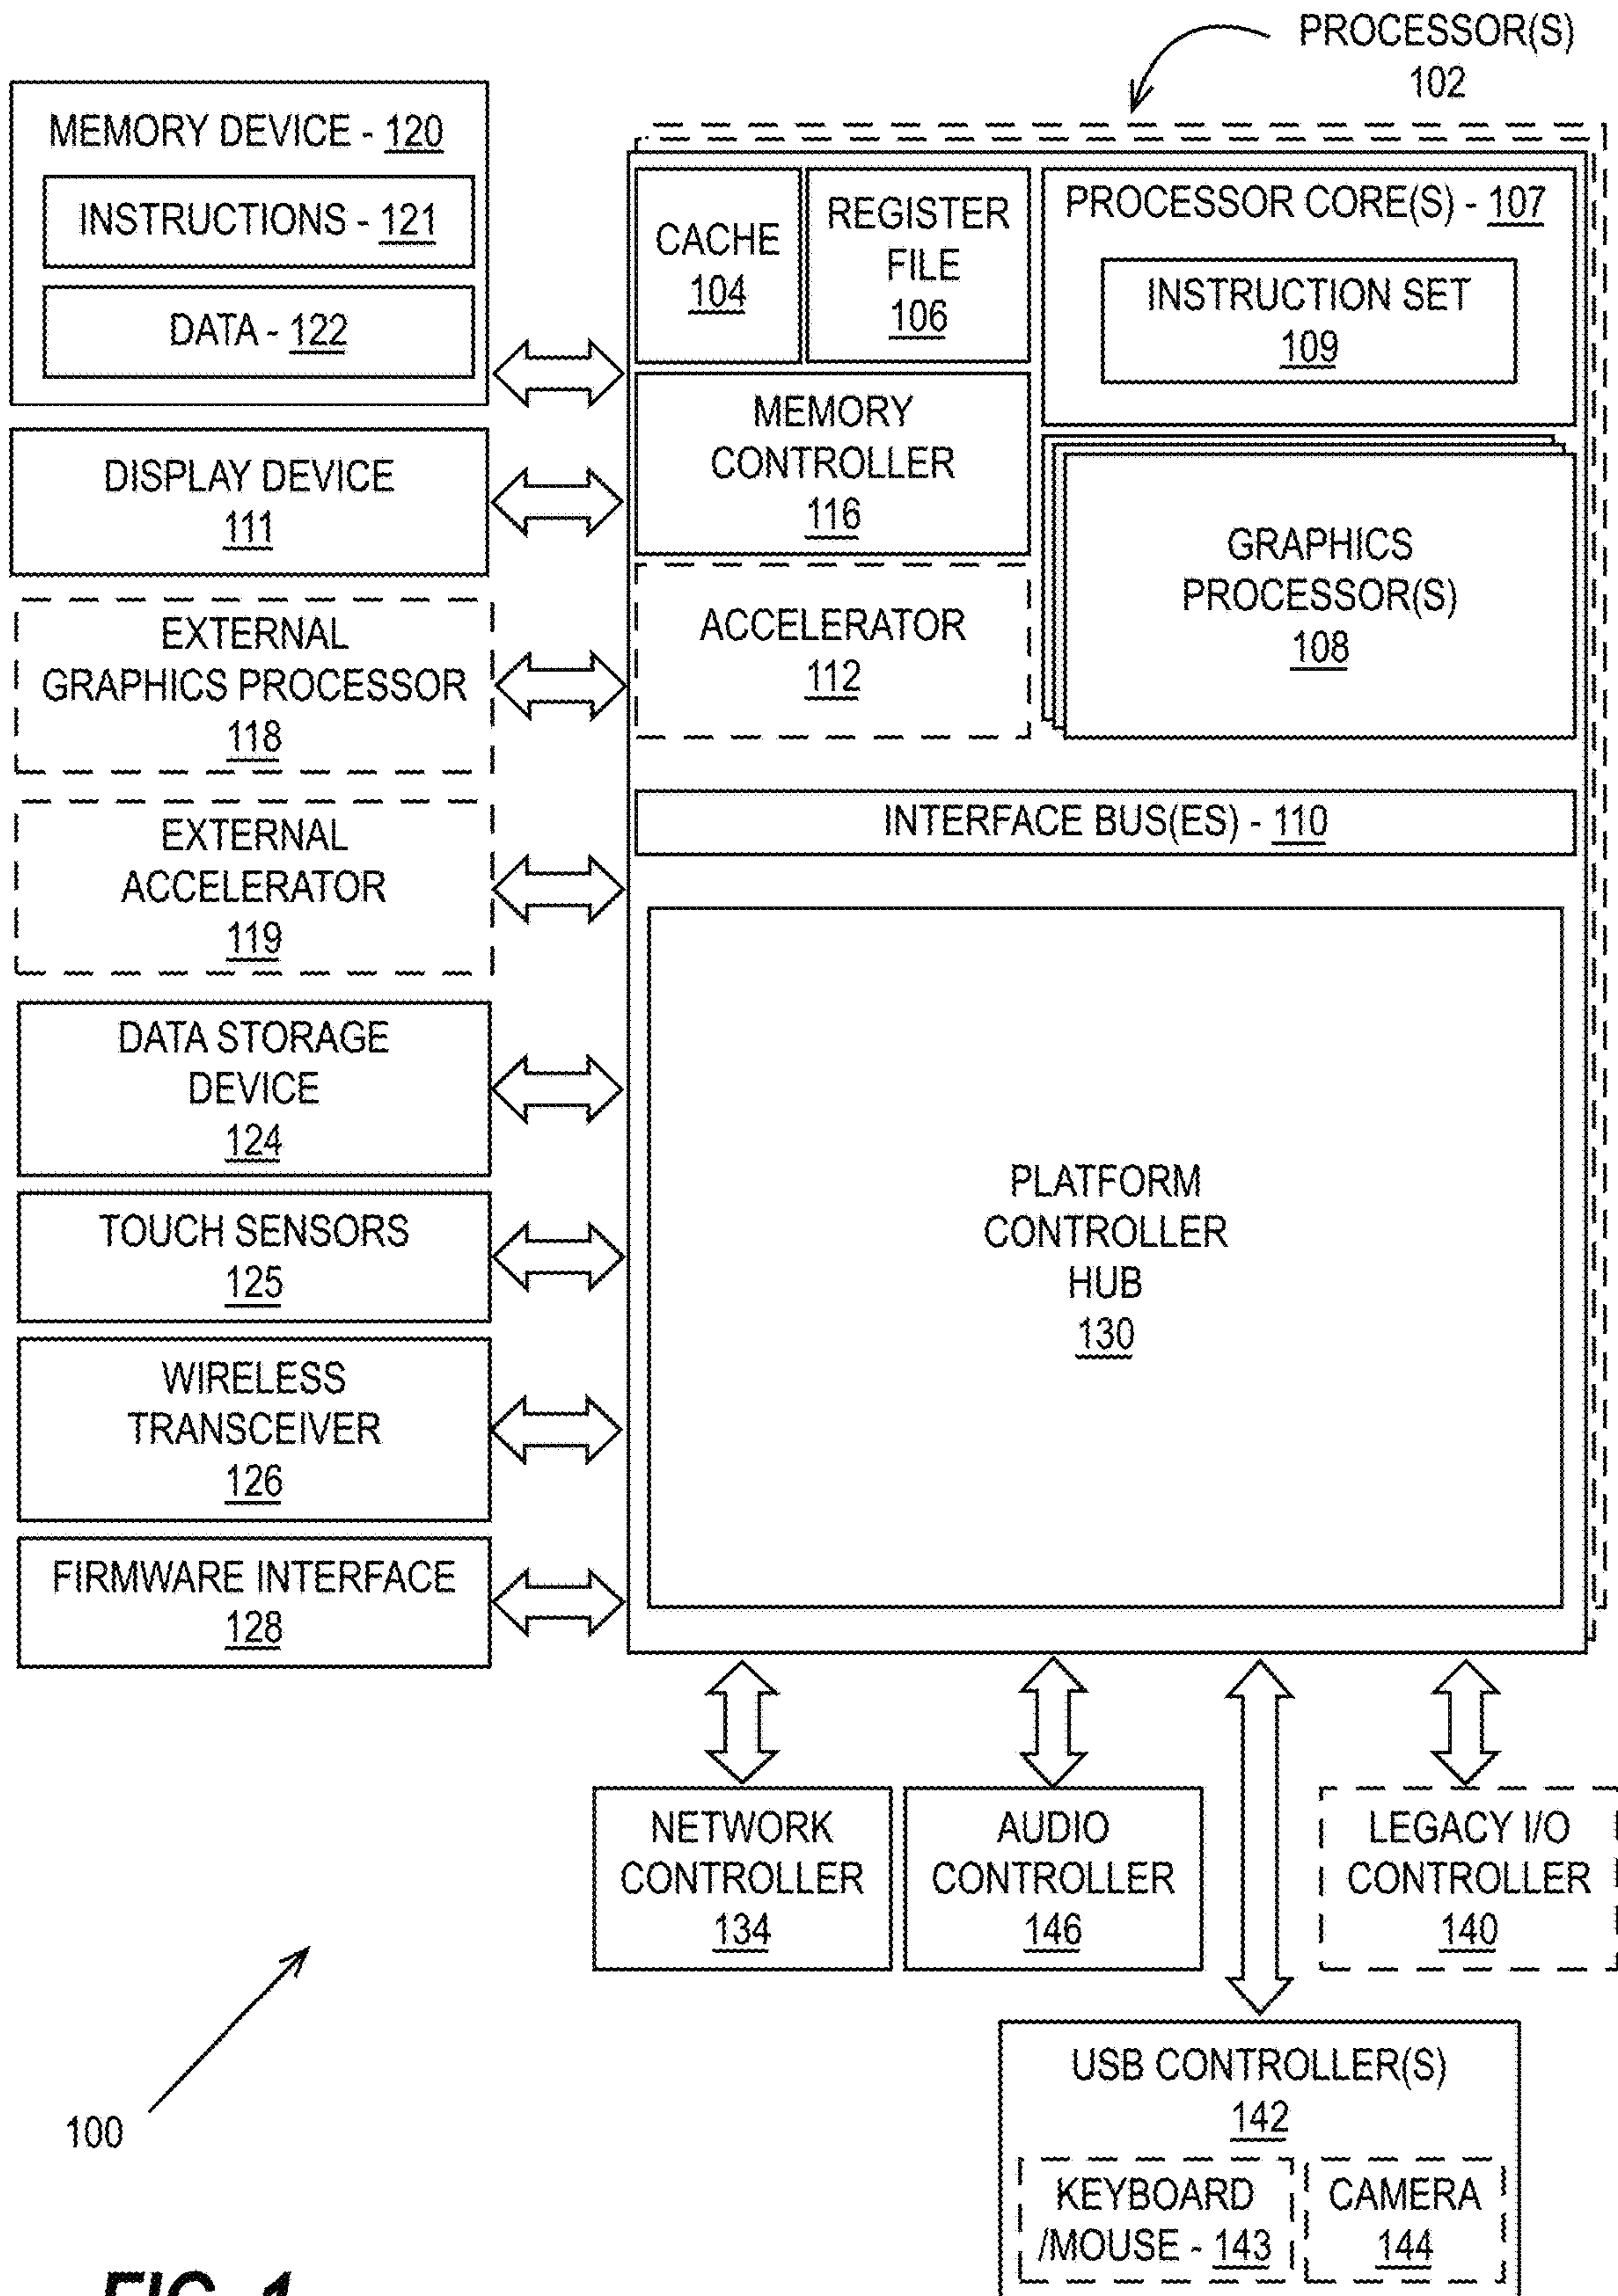 PROCESSOR(S)
102
MEMORY DEVICE - 120
INSTRUCTIONS - 121
DATA - 122
CACHE
104
REGISTER
FILE
106
PROCESSOR CORE(S) - 107
INSTRUCTION SET
109
MEMORY
CONTROLLER
116
DISPLAY DEVICE
111
GRAPHICS
PROCESSOR(S)
108
EXTERNAL
GRAPHICS PROCESSOR
118
ACCELERATOR
112
INTERFACE BUS(ES) - 110
EXTERNAL
ACCELERATOR
119
DATA STORAGE
DEVICE
124
PLATFORM
CONTROLLER
HUB
130
TOUCH SENSORS
125
WIRELESS
TRANSCEIVER
126
FIRMWARE INTERFACE
128
NETWORK
CONTROLLER
134
AUDIO
CONTROLLER
146
LEGACY I/O
CONTROLLER
140
USB CONTROLLER(S)
142
KEYBOARD
/MOUSE - 143
CAMERA
144
100
FIG. 1